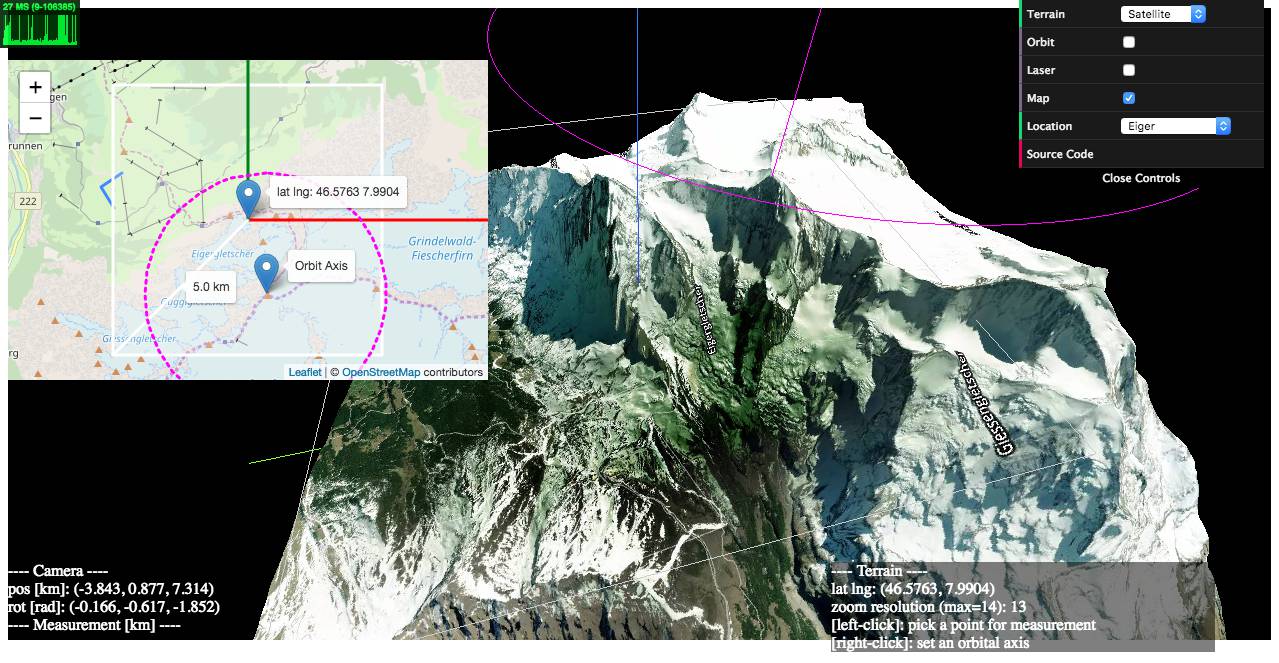 27 MS (9-106385)
+
−
gen
runnen
222
lat lng: 46.5763 7.9904
Eigergletscher
Grindelwald-
Fiescherfirn
Orbit Axis
5.0 km
Guggigletscher
Giessengletscher
rg
Leaflet | © OpenStreetMap contributors
Terrain Satellite
Orbit
Laser
Map
Location Eiger
Source Code
Close Controls
Eigergletscher
Giessengletscher
---- Camera ----
pos [km]: (-3.843, 0.877, 7.314)
rot [rad]: (-0.166, -0.617, -1.852)
---- Measurement [km] ----
---- Terrain ----
lat lng: (46.5763, 7.9904)
zoom resolution (max=14): 13
[left-click]: pick a point for measurement
[right-click]: set an orbital axis